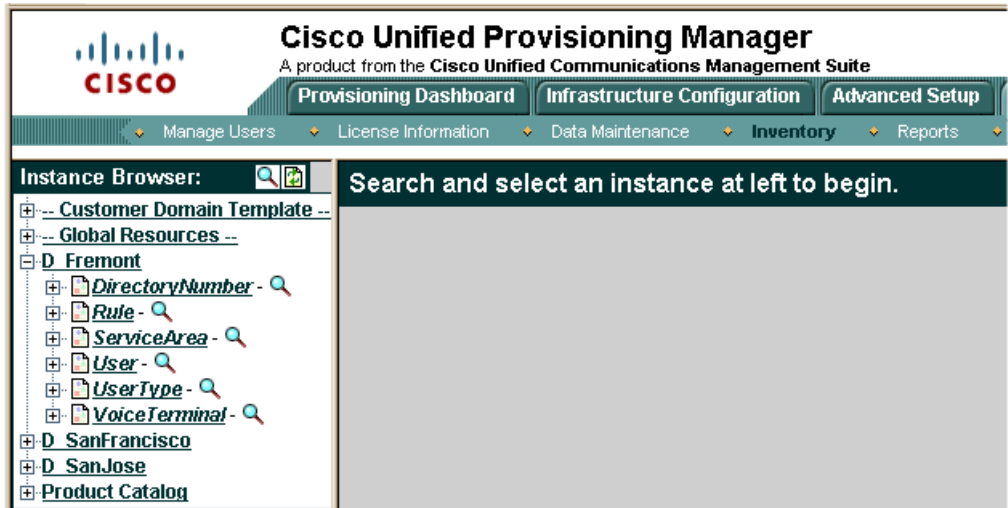 CISCO
Cisco Unified Provisioning Manager
A product from the Cisco Unified Communications Management Suite
Provisioning Dashboard Infrastructure Configuration Advanced Setup
Manage Users License Information Data Maintenance Inventory Reports
Instance Browser:
Search and select an instance at left to begin.
-- Customer Domain Template --
-- Global Resources --
D_Fremont
DirectoryNumber -
Rule -
ServiceArea -
User -
UserType -
VoiceTerminal -
D_SanFrancisco
D_SanJose
Product Catalog